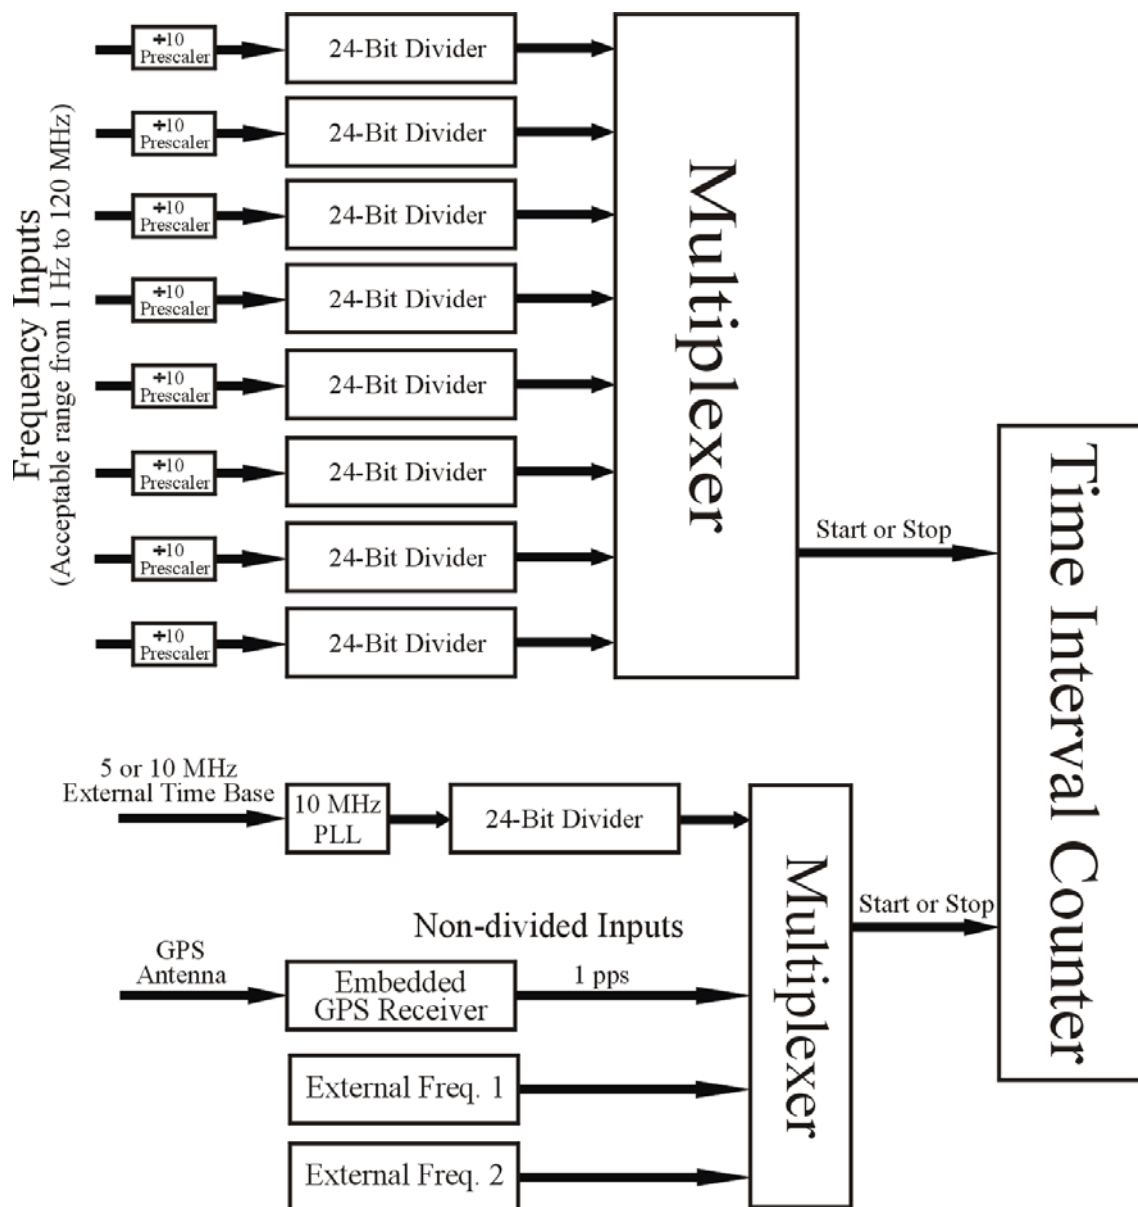 Frequency Inputs
(Acceptable range from 1 Hz to 120 MHz)
÷10
Prescaler
24-Bit Divider
÷10
Prescaler
24-Bit Divider
÷10
Prescaler
24-Bit Divider
÷10
Prescaler
24-Bit Divider
÷10
Prescaler
24-Bit Divider
÷10
Prescaler
24-Bit Divider
÷10
Prescaler
24-Bit Divider
÷10
Prescaler
24-Bit Divider
Multiplexer
Start or Stop
Time Interval Counter
5 or 10 MHz
External Time Base
10 MHz
PLL
24-Bit Divider
Multiplexer
Start or Stop
Non-divided Inputs
GPS
Antenna
Embedded
GPS Receiver
1 pps
External Freq. 1
External Freq. 2